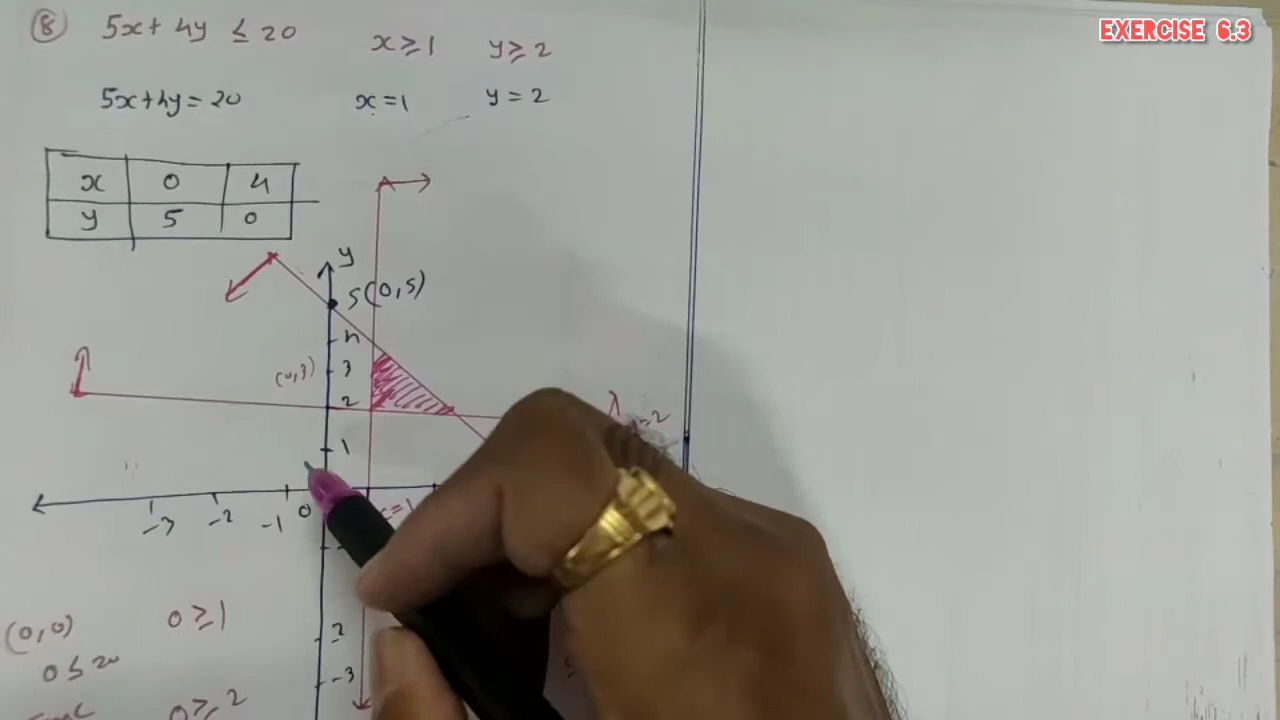 EXERCISE 6.3
⑧ 5x + 4y ≤ 20 x ≥ 1 y ≥ 2
5x + 4y = 20 x = 1 y = 2
x 0 4
y 5 0
y
5 (0,5)
4
(0,3) 3
2 y=2
1
-3 -2 -1 0 x=1
(0,0) 0 ≥ 1
2
0 ≤ 20
-3
0 ≥ 2